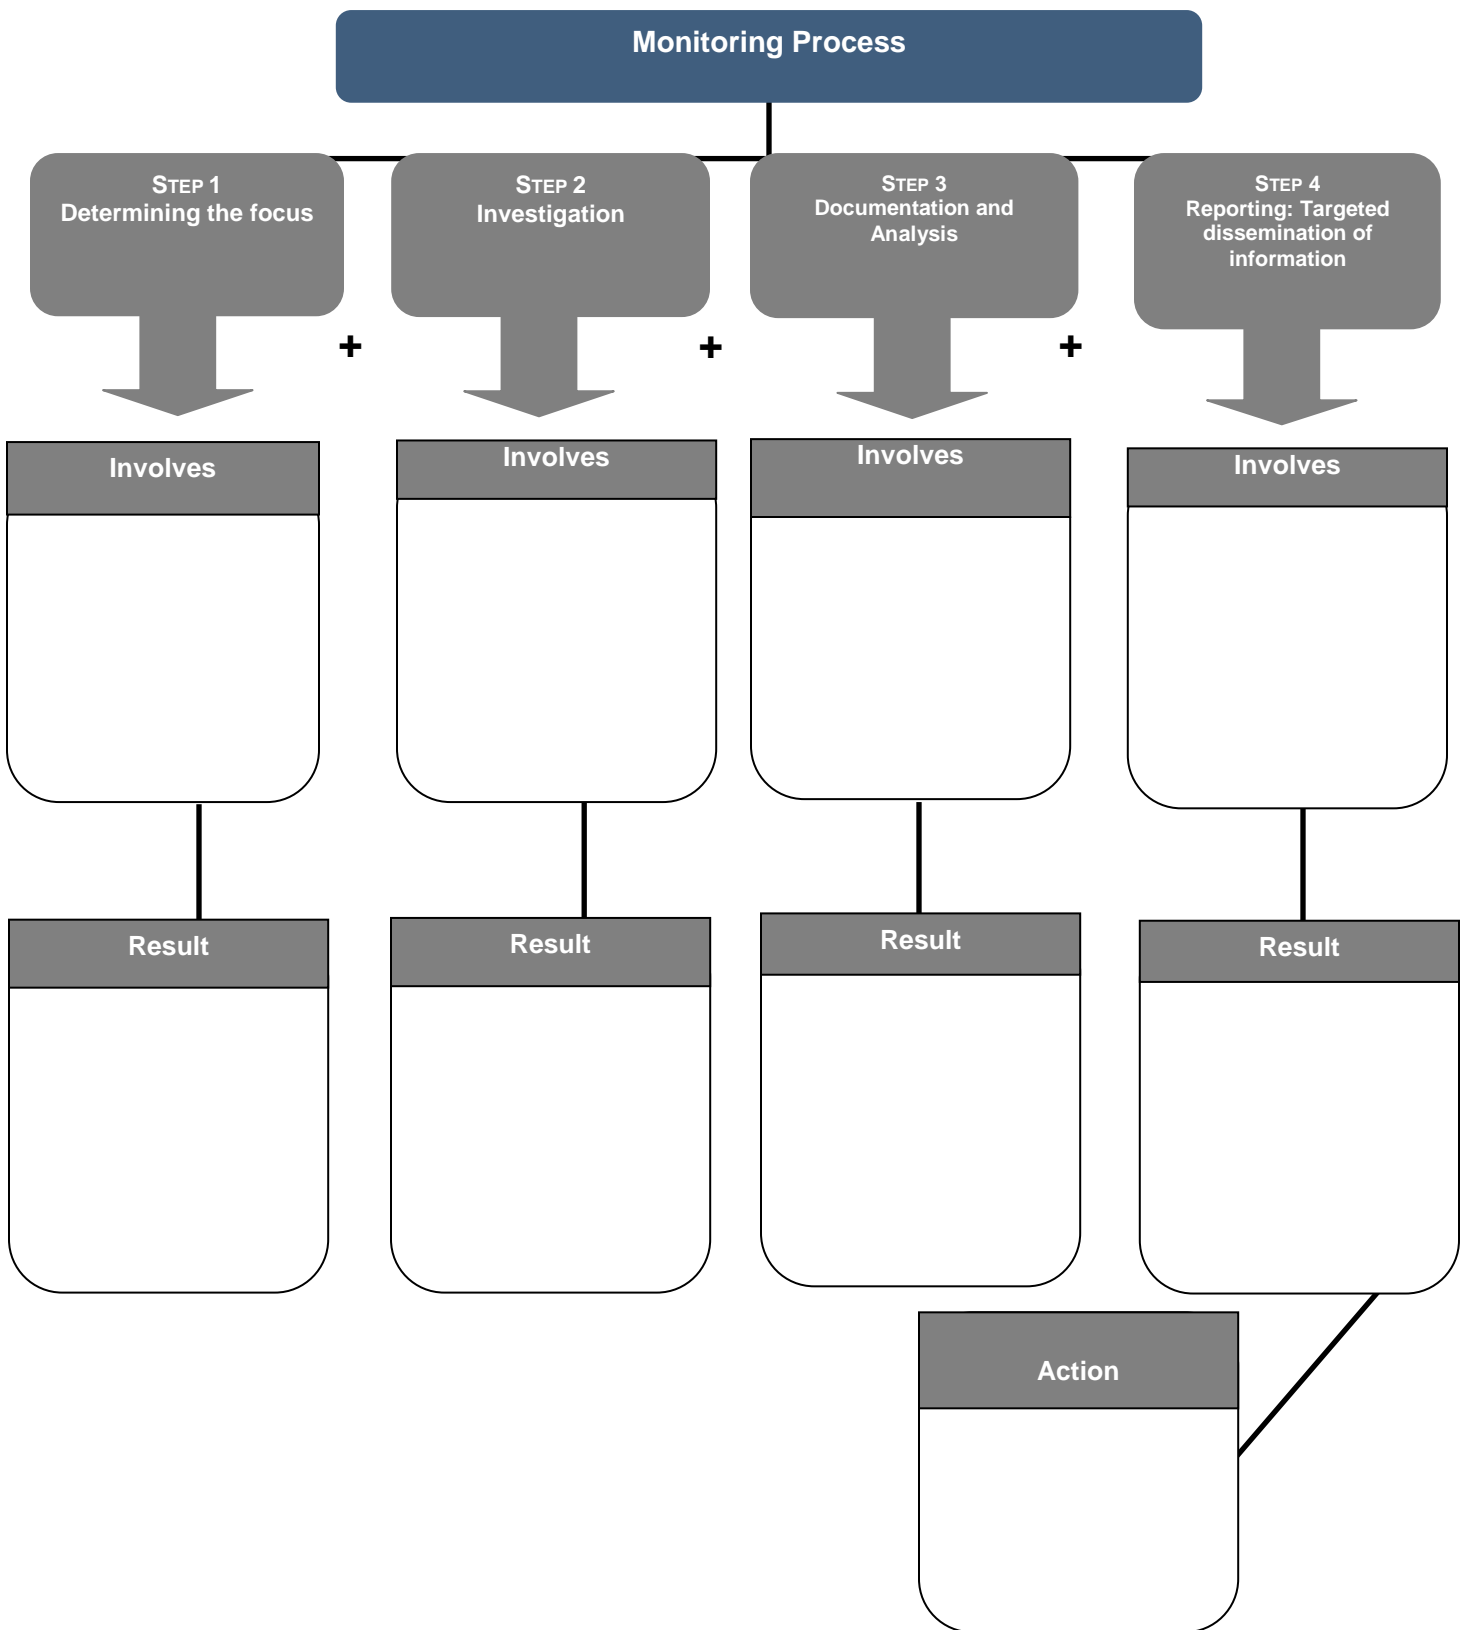 Monitoring Process
STEP 1
Determining the focus
STEP 2
Investigation
STEP 3
Documentation and
Analysis
STEP 4
Reporting: Targeted
dissemination of
information
+
+
+
Involves
Involves
Involves
Involves
Result
Result
Result
Result
Action